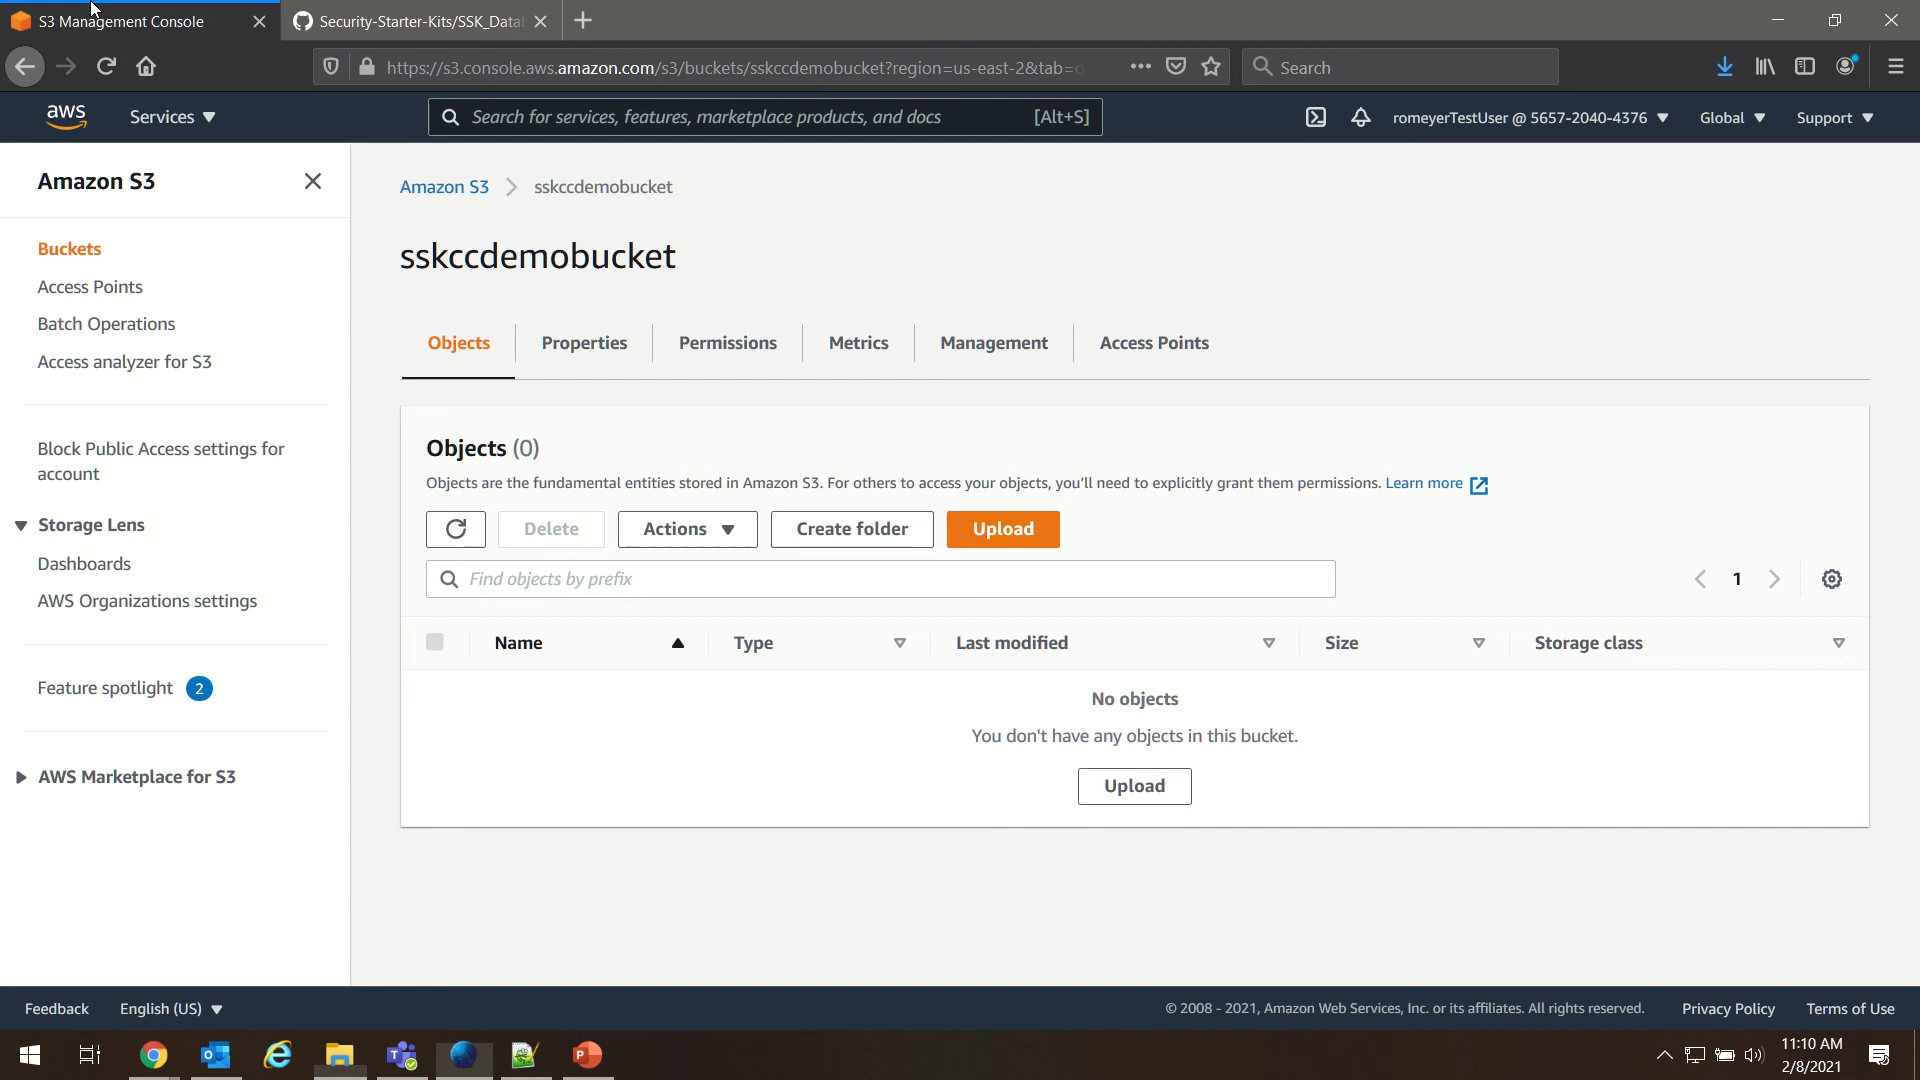 S3 Management Console
Security-Starter-Kits/SSK_Datab
https://s3.console.aws.amazon.com/s3/buckets/sskccdemobucket?region=us-east-2&tab=o
Search
aws
Services
Search for services, features, marketplace products, and docs
[Alt+S]
romeyerTestUser @ 5657-2040-4376
Global
Support
Amazon S3
Buckets
Access Points
Batch Operations
Access analyzer for S3
Block Public Access settings for
account
Storage Lens
Dashboards
AWS Organizations settings
Feature spotlight 2
AWS Marketplace for S3
Amazon S3 > sskccdemobucket
sskccdemobucket
Objects
Properties
Permissions
Metrics
Management
Access Points
Objects (0)
Objects are the fundamental entities stored in Amazon S3. For others to access your objects, you'll need to explicitly grant them permissions. Learn more
Delete
Actions
Create folder
Upload
Find objects by prefix
1
Name
Type
Last modified
Size
Storage class
No objects
You don't have any objects in this bucket.
Upload
Feedback
English (US)
© 2008 - 2021, Amazon Web Services, Inc. or its affiliates. All rights reserved.
Privacy Policy
Terms of Use
11:10 AM
2/8/2021